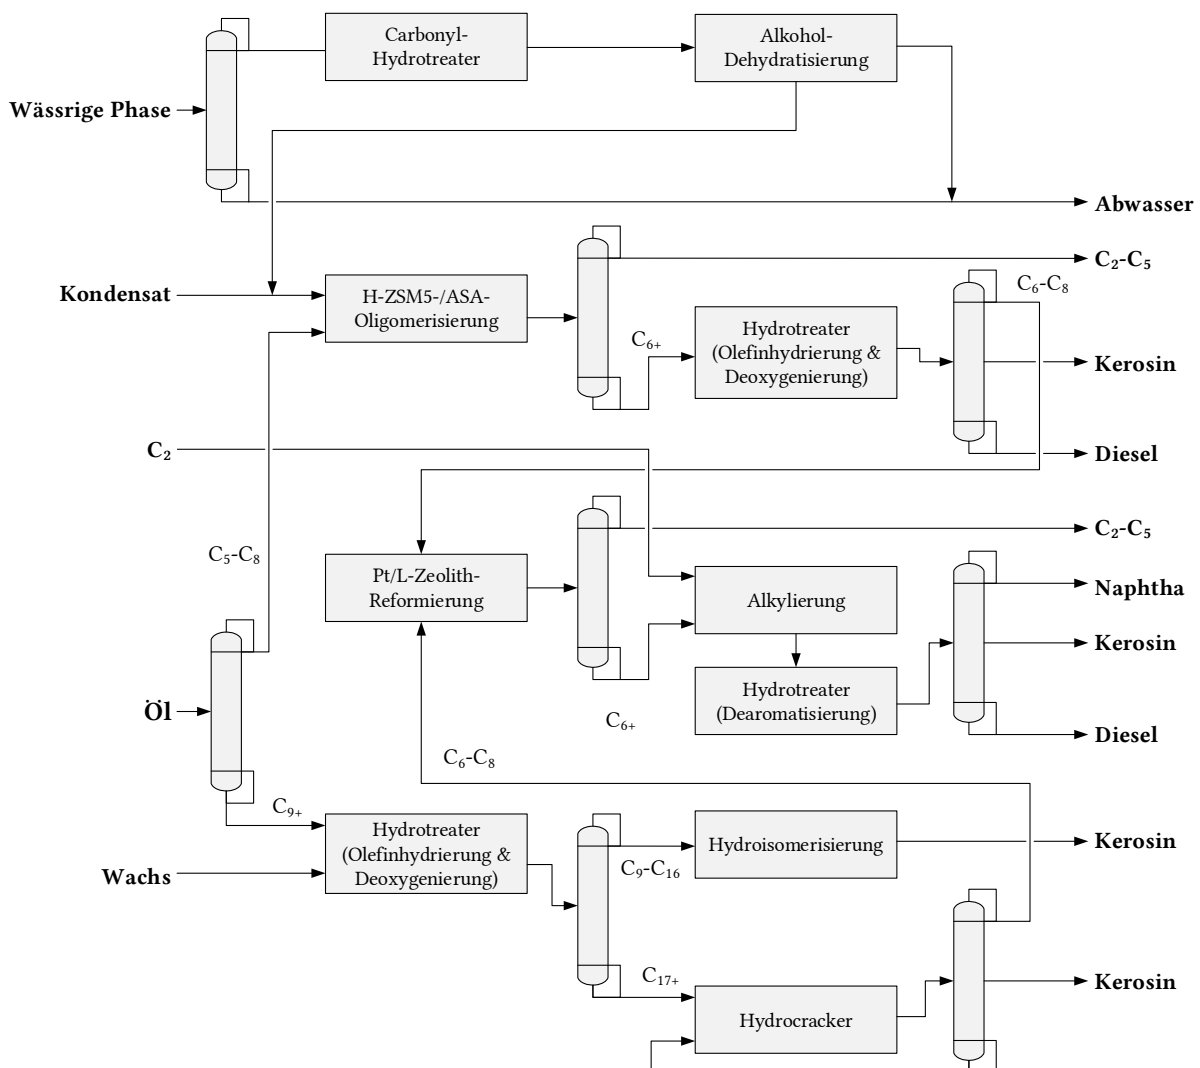 Carbonyl-
Hydrotreater
Alkohol-
Dehydratisierung
Wässrige Phase
Abwasser
C₂-C₅
C₆-C₈
Kondensat
H-ZSM5-/ASA-
Oligomerisierung
C₆₊
Hydrotreater
(Olefinhydrierung &
Deoxygenierung)
Kerosin
C₂
Diesel
C₂-C₅
C₅-C₈
Pt/L-Zeolith-
Reformierung
Alkylierung
Naphtha
Kerosin
Öl
C₆₊
Hydrotreater
(Dearomatisierung)
Diesel
C₆-C₈
C₉₊
Hydrotreater
(Olefinhydrierung &
Deoxygenierung)
Wachs
C₉-C₁₆
Hydroisomerisierung
Kerosin
C₁₇₊
Hydrocracker
Kerosin